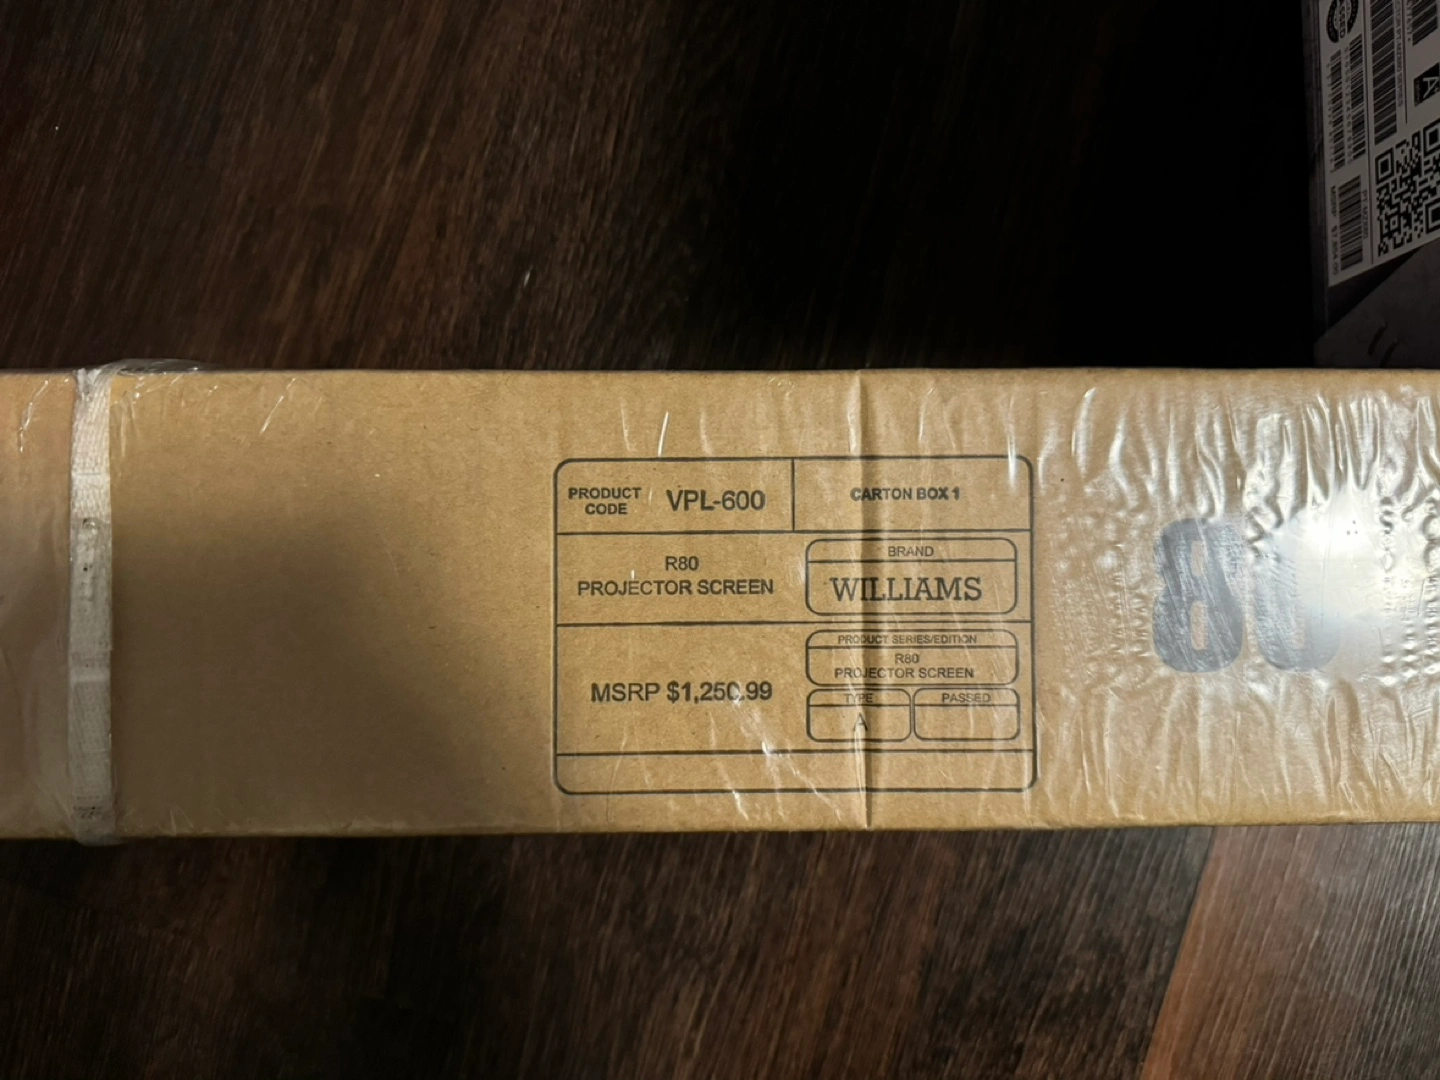 PRODUCT CODE
VPL-600
CARTON BOX 1
R80
PROJECTOR SCREEN
BRAND
WILLIAMS
PRODUCT SERIES/EDITION
R80
PROJECTOR SCREEN
MSRP $1,250.99
TYPE
A
PASSED
80
MSRP